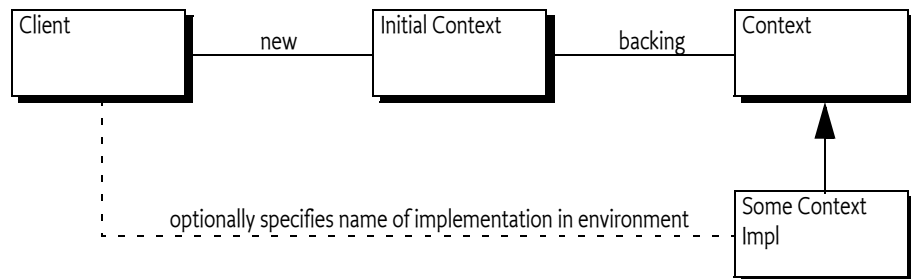 Client
new
Initial Context
backing
Context
optionally specifies name of implementation in environment
Some Context
Impl